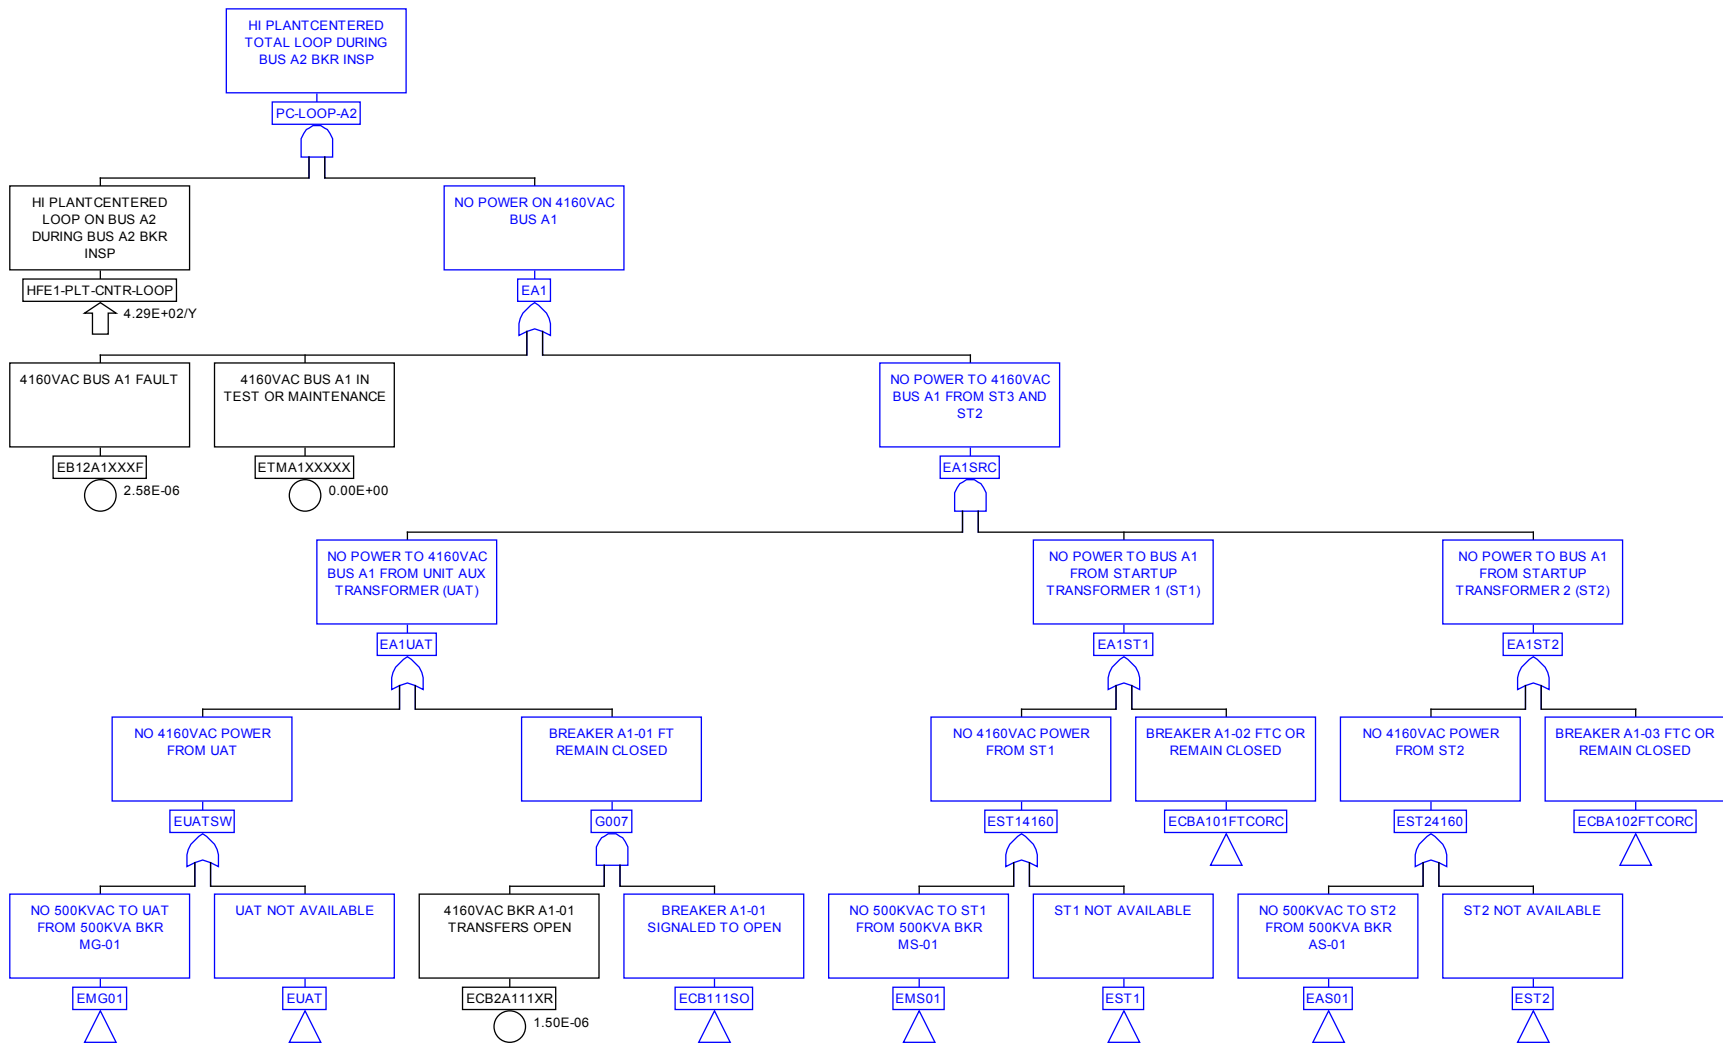 HI PLANTCENTERED
TOTAL LOOP DURING
BUS A2 BKR INSP
PC-LOOP-A2
HI PLANTCENTERED
LOOP ON BUS A2
DURING BUS A2 BKR
INSP
HFE1-PLT-CNTR-LOOP
4.29E+02/Y
NO POWER ON 4160VAC
BUS A1
EA1
4160VAC BUS A1 FAULT
EB12A1XXXF
2.58E-06
4160VAC BUS A1 IN
TEST OR MAINTENANCE
ETMA1XXXXX
0.00E+00
NO POWER TO 4160VAC
BUS A1 FROM ST3 AND
ST2
EA1SRC
NO POWER TO 4160VAC
BUS A1 FROM UNIT AUX
TRANSFORMER (UAT)
EA1UAT
NO POWER TO BUS A1
FROM STARTUP
TRANSFORMER 1 (ST1)
EA1ST1
NO POWER TO BUS A1
FROM STARTUP
TRANSFORMER 2 (ST2)
EA1ST2
NO 4160VAC POWER
FROM UAT
EUATSW
BREAKER A1-01 FT
REMAIN CLOSED
G007
NO 4160VAC POWER
FROM ST1
EST14160
BREAKER A1-02 FTC OR
REMAIN CLOSED
ECBA101FTCORC
NO 4160VAC POWER
FROM ST2
EST24160
BREAKER A1-03 FTC OR
REMAIN CLOSED
ECBA102FTCORC
NO 500KVAC TO UAT
FROM 500KVA BKR
MG-01
EMG01
UAT NOT AVAILABLE
EUAT
4160VAC BKR A1-01
TRANSFERS OPEN
ECB2A111XR
1.50E-06
BREAKER A1-01
SIGNALED TO OPEN
ECB111SO
NO 500KVAC TO ST1
FROM 500KVA BKR
MS-01
EMS01
ST1 NOT AVAILABLE
EST1
NO 500KVAC TO ST2
FROM 500KVA BKR
AS-01
EAS01
ST2 NOT AVAILABLE
EST2